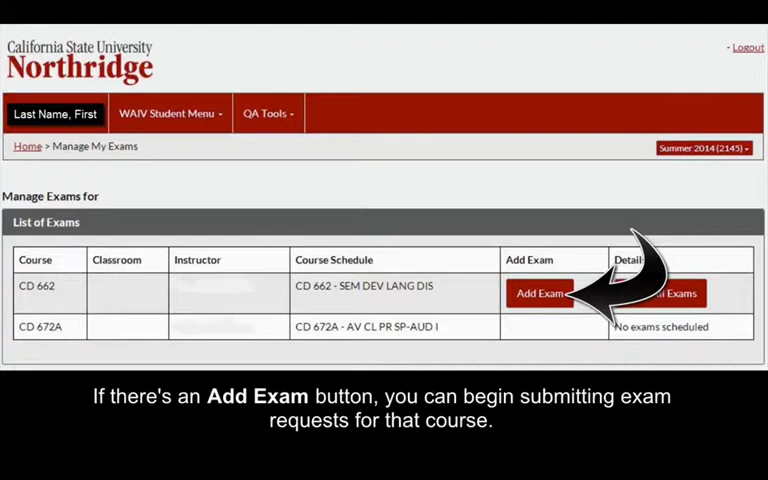 California State University
Northridge
- Logout
Last Name, First
WAIV Student Menu
QA Tools
Home > Manage My Exams
Summer 2014 (2145)
Manage Exams for
List of Exams
Course Classroom Instructor Course Schedule Add Exam
CD 662 CD 662 - SEM DEV LANG DIS Add Exam Exams
CD 672A CD 672A - AV CL PR SP-AUD I No exams scheduled
If there's an Add Exam button, you can begin submitting exam
requests for that course.